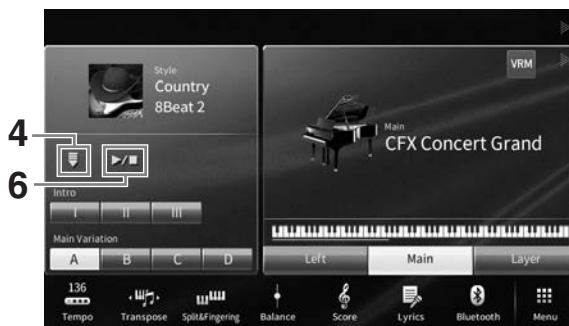 Style
Country
8Beat 2
VRM
Main
CFX Concert Grand
4
6
Intro
I II III
Main Variation
A B C D
Left Main Layer
136
Tempo Transpose Split&Fingering Balance Score Lyrics Bluetooth Menu